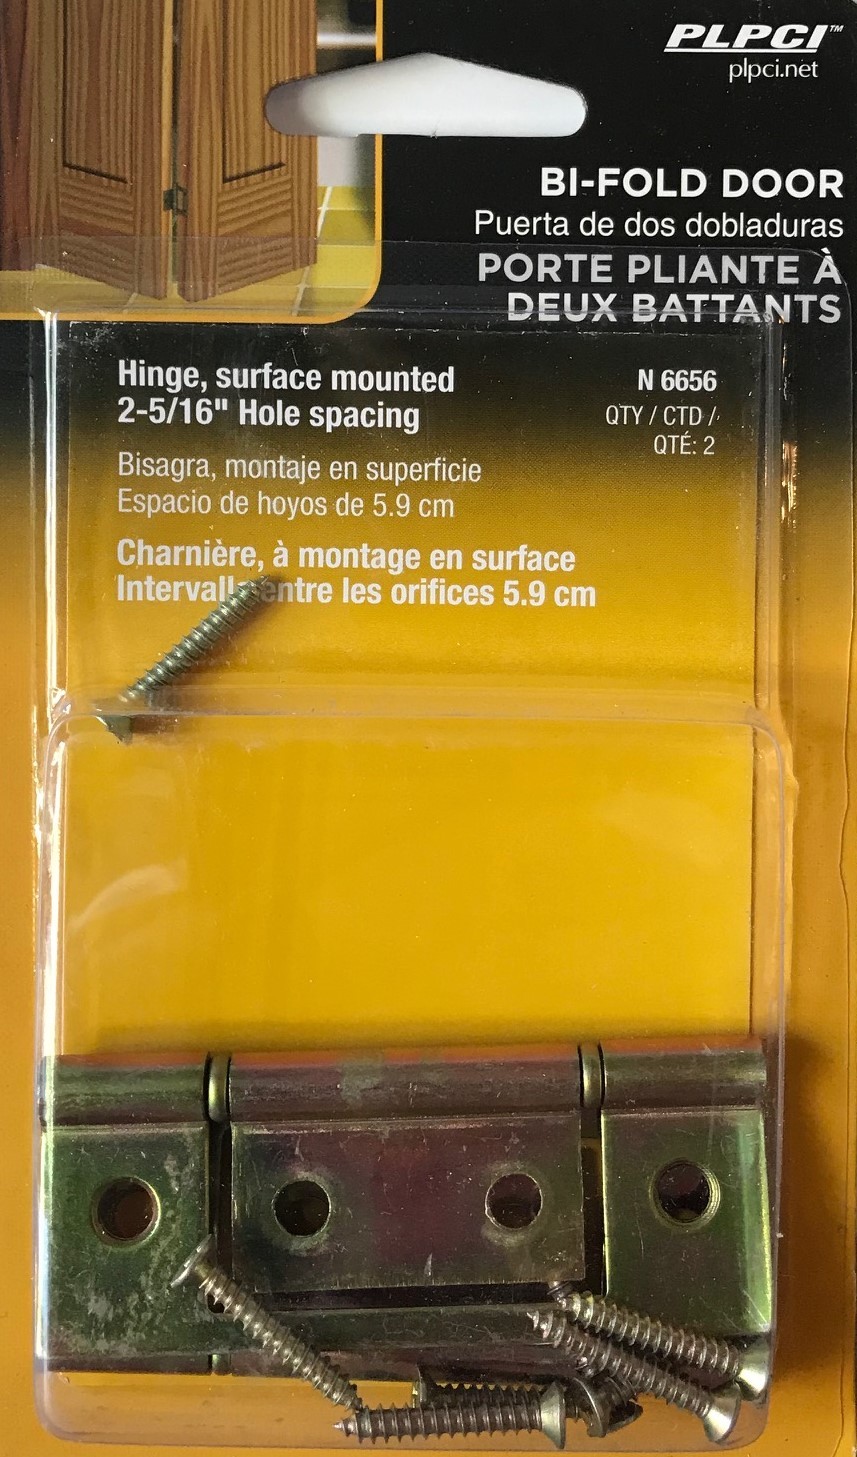 PLPCI™
plpci.net
BI-FOLD DOOR
Puerta de dos dobladuras
PORTE PLIANTE À
DEUX BATTANTS
Hinge, surface mounted
2-5/16" Hole spacing
N 6656
QTY / CTD /
QTÉ: 2
Bisagra, montaje en superficie
Espacio de hoyos de 5.9 cm
Charnière, à montage en surface
Intervalle entre les orifices 5.9 cm